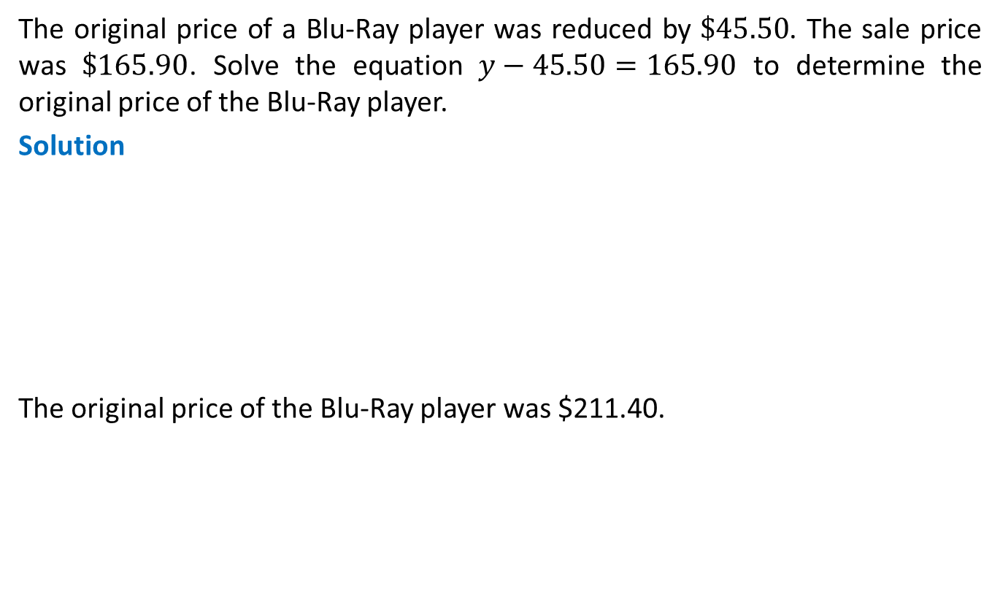 The original price of a Blu-Ray player was reduced by $45.50. The sale price
was $165.90. Solve the equation y − 45.50 = 165.90 to determine the
original price of the Blu-Ray player.
Solution
The original price of the Blu-Ray player was $211.40.